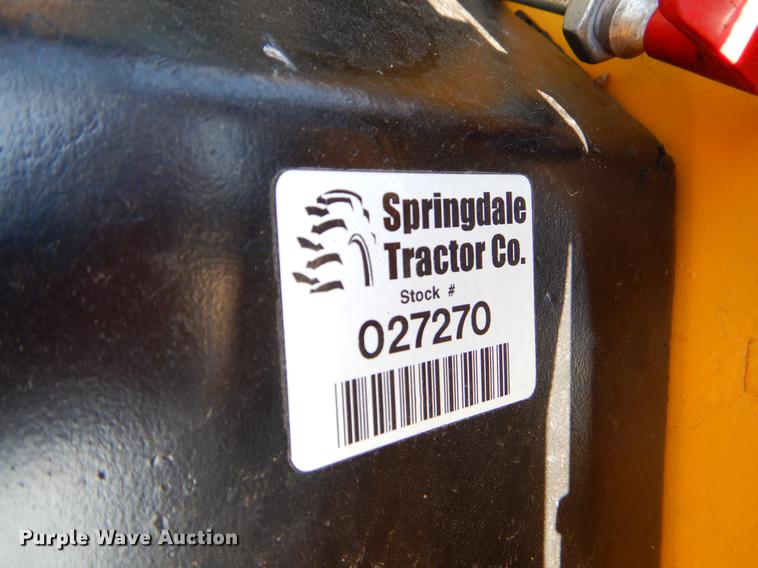 Springdale
Tractor Co.
Stock #
027270
Purple Wave Auction